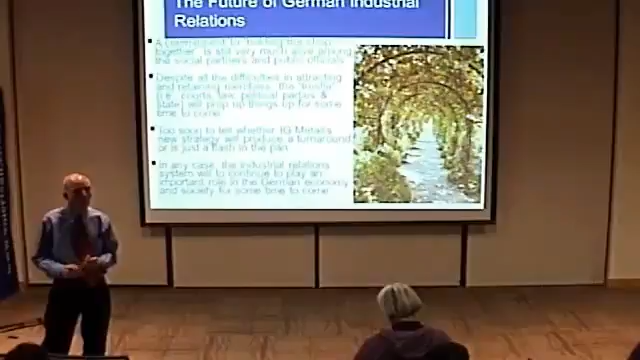 The Future of German Industrial
Relations
A commitment to "holding the shop
together" is still very much alive among
the social partners and public officials
Despite all the difficulties in attracting
and retaining members, the "trellis"
(i.e. courts, law, political parties &
state) will prop things up for some
time to come
Too soon to tell whether IG Metall's
new strategy will produce a turnaround
or is just a flash in the pan
In any case, the industrial relations
system will to continue to play an
important role in the German economy
and society for some time to come